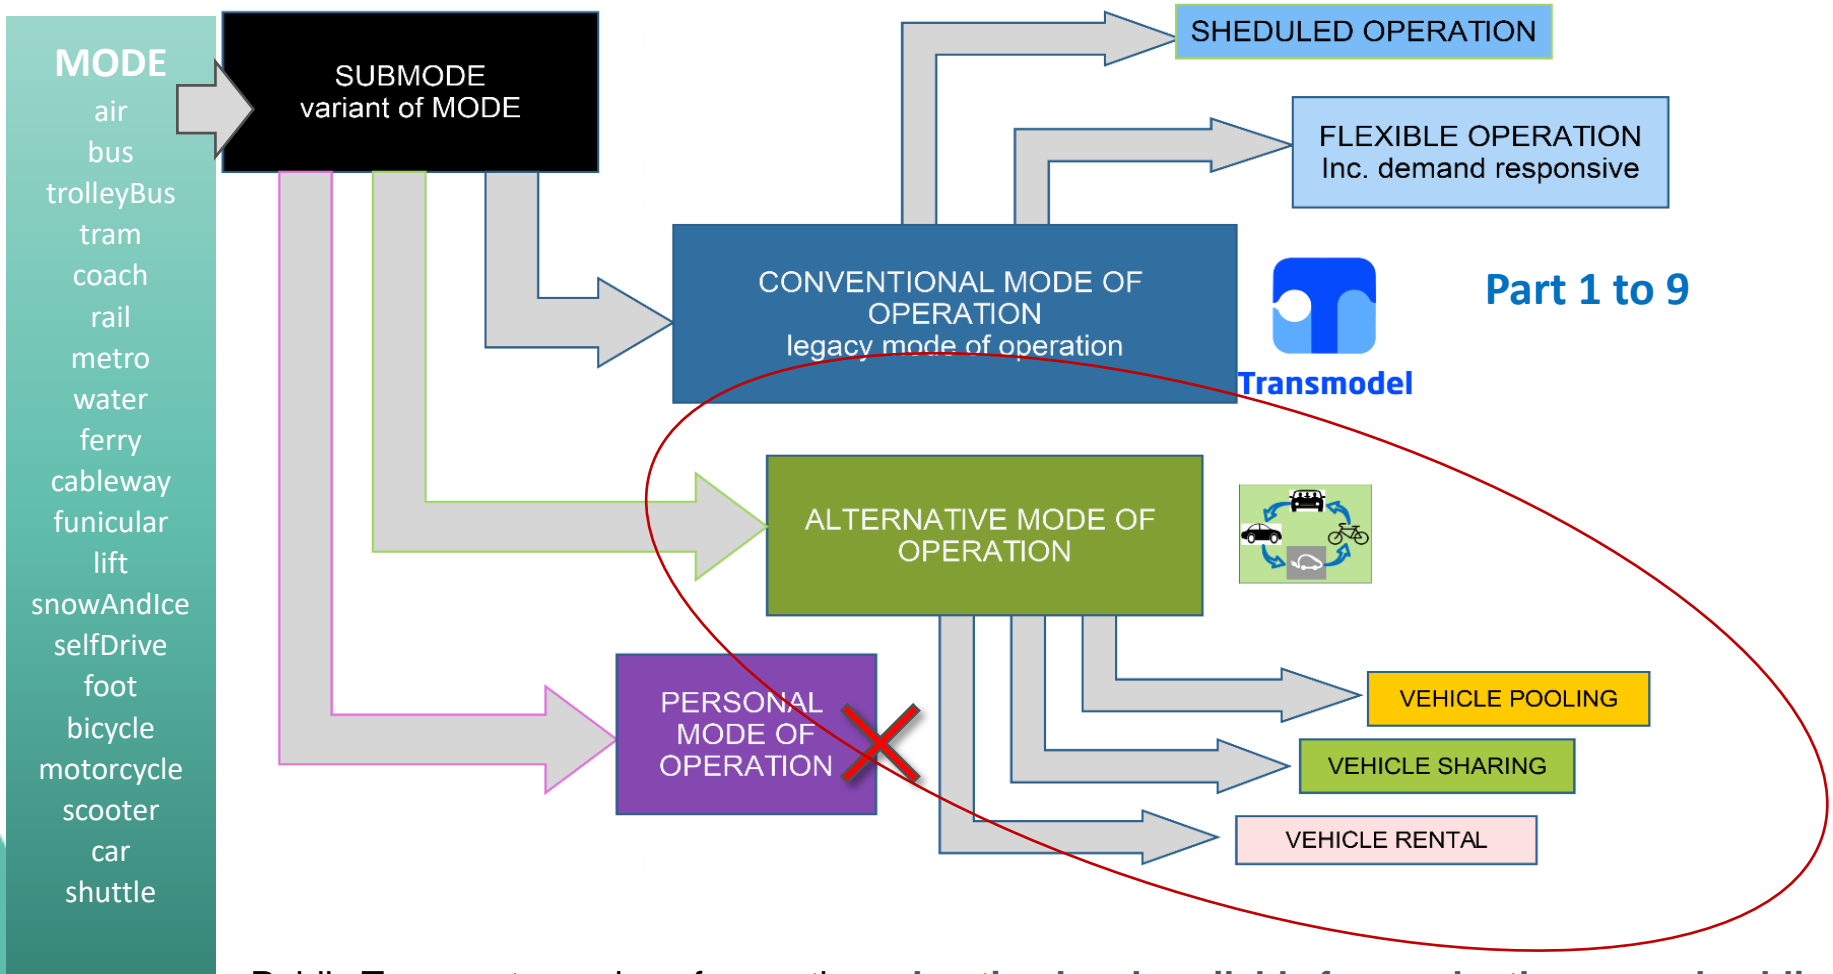 MODE
air
bus
trolleyBus
tram
coach
rail
metro
water
ferry
cableway
funicular
lift
snowAndIce
selfDrive
foot
bicycle
motorcycle
scooter
car
shuttle
SUBMODE
variant of MODE
SHEDULED OPERATION
FLEXIBLE OPERATION
Inc. demand responsive
CONVENTIONAL MODE OF
OPERATION
legacy mode of operation
Transmodel
Part 1 to 9
ALTERNATIVE MODE OF
OPERATION
PERSONAL
MODE OF
OPERATION
VEHICLE POOLING
VEHICLE SHARING
VEHICLE RENTAL